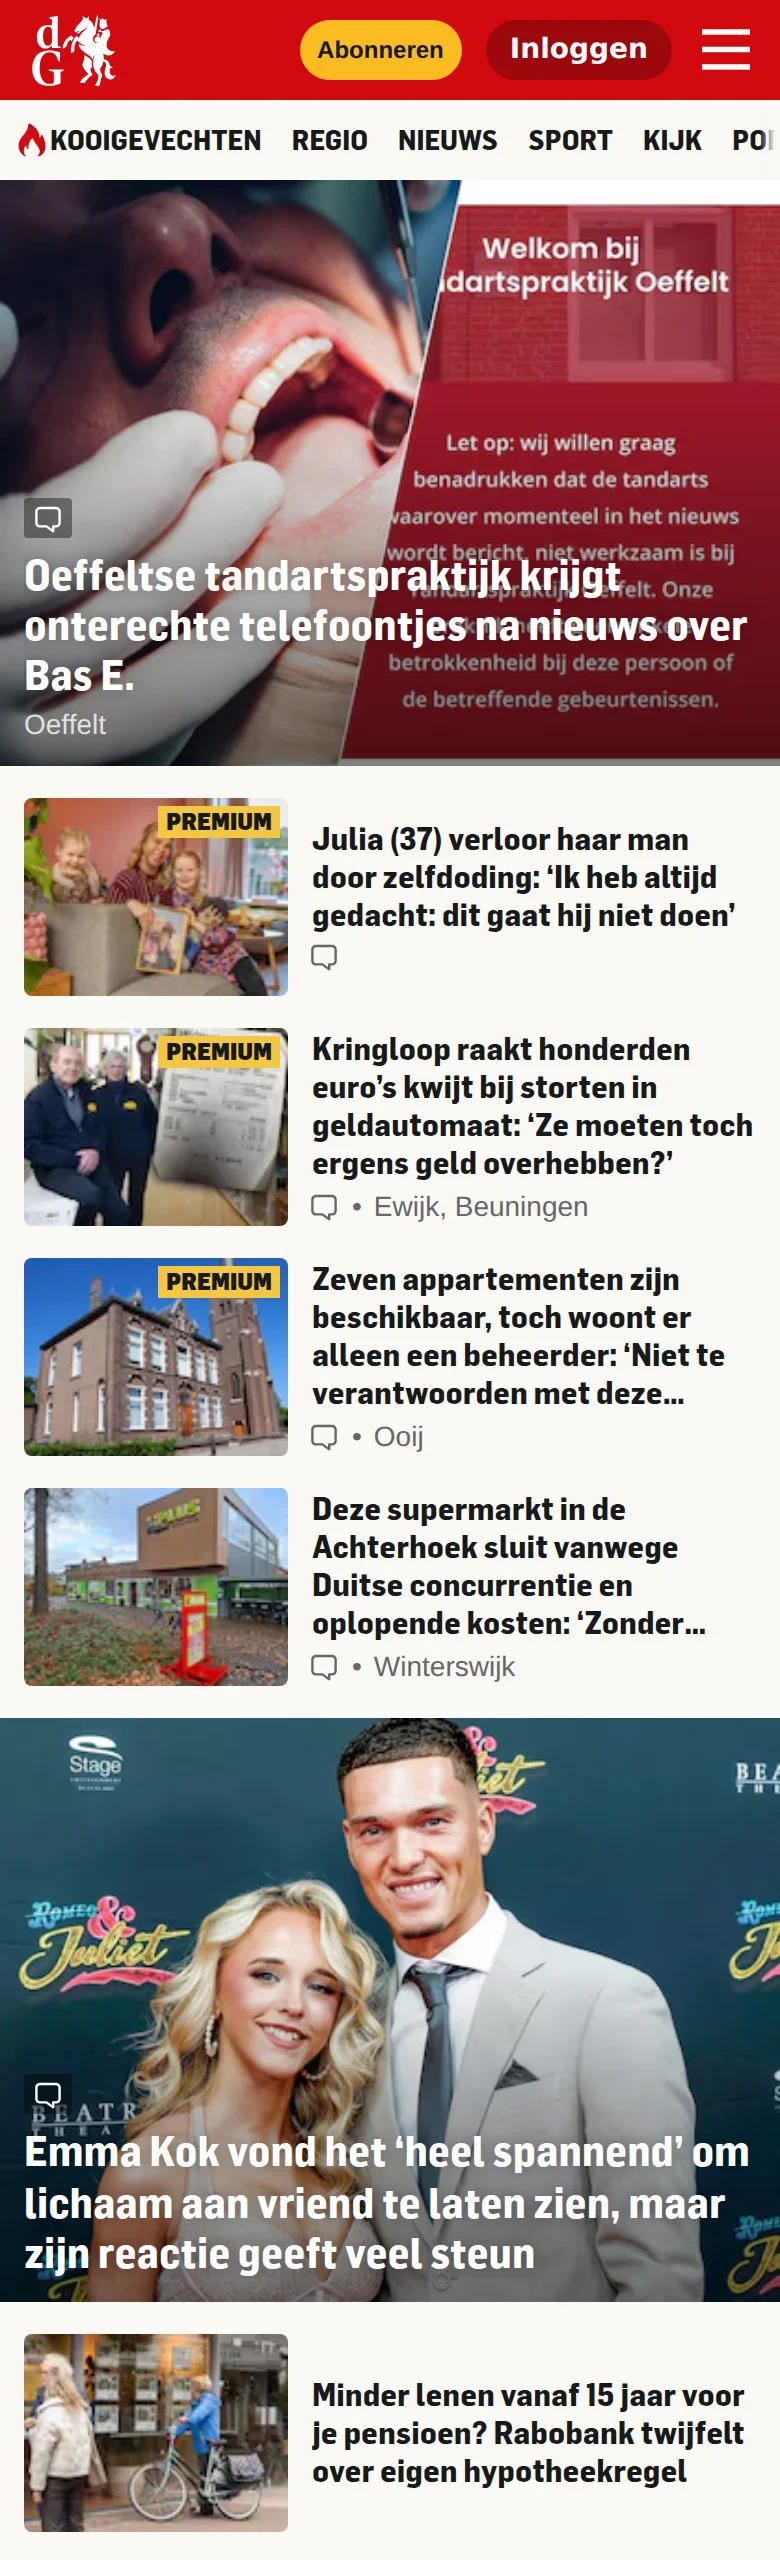 dG
Abonneren
Inloggen
KOOIGEVECHTEN
REGIO
NIEUWS
SPORT
KIJK
Welkom bij
dartspraktijk Oeffelt
Let op: wij willen graag
benadrukken dat de tandarts
waarover momenteel in het nieuws
wordt bericht, niet werkzaam is bij
Oeffelt. Onze
betrokkenheid bij deze persoon of
de betreffende gebeurtenissen.
Oeffeltse tandartspraktijk krijgt
onterechte telefoontjes na nieuws over
Bas E.
Oeffelt
PREMIUM
Julia (37) verloor haar man
door zelfdoding: ‘Ik heb altijd
gedacht: dit gaat hij niet doen’
PREMIUM
Kringloop raakt honderden
euro’s kwijt bij storten in
geldautomaat: ‘Ze moeten toch
ergens geld overhebben?’
• Ewijk, Beuningen
PREMIUM
Zeven appartementen zijn
beschikbaar, toch woont er
alleen een beheerder: ‘Niet te
verantwoorden met deze...
• Ooij
PLUS
Deze supermarkt in de
Achterhoek sluit vanwege
Duitse concurrentie en
oplopende kosten: ‘Zonder...
• Winterswijk
Stage
Romeo
& Juliet
BEATR
Emma Kok vond het ‘heel spannend’ om
lichaam aan vriend te laten zien, maar
zijn reactie geeft veel steun
Minder lenen vanaf 15 jaar voor
je pensioen? Rabobank twijfelt
over eigen hypotheekregel